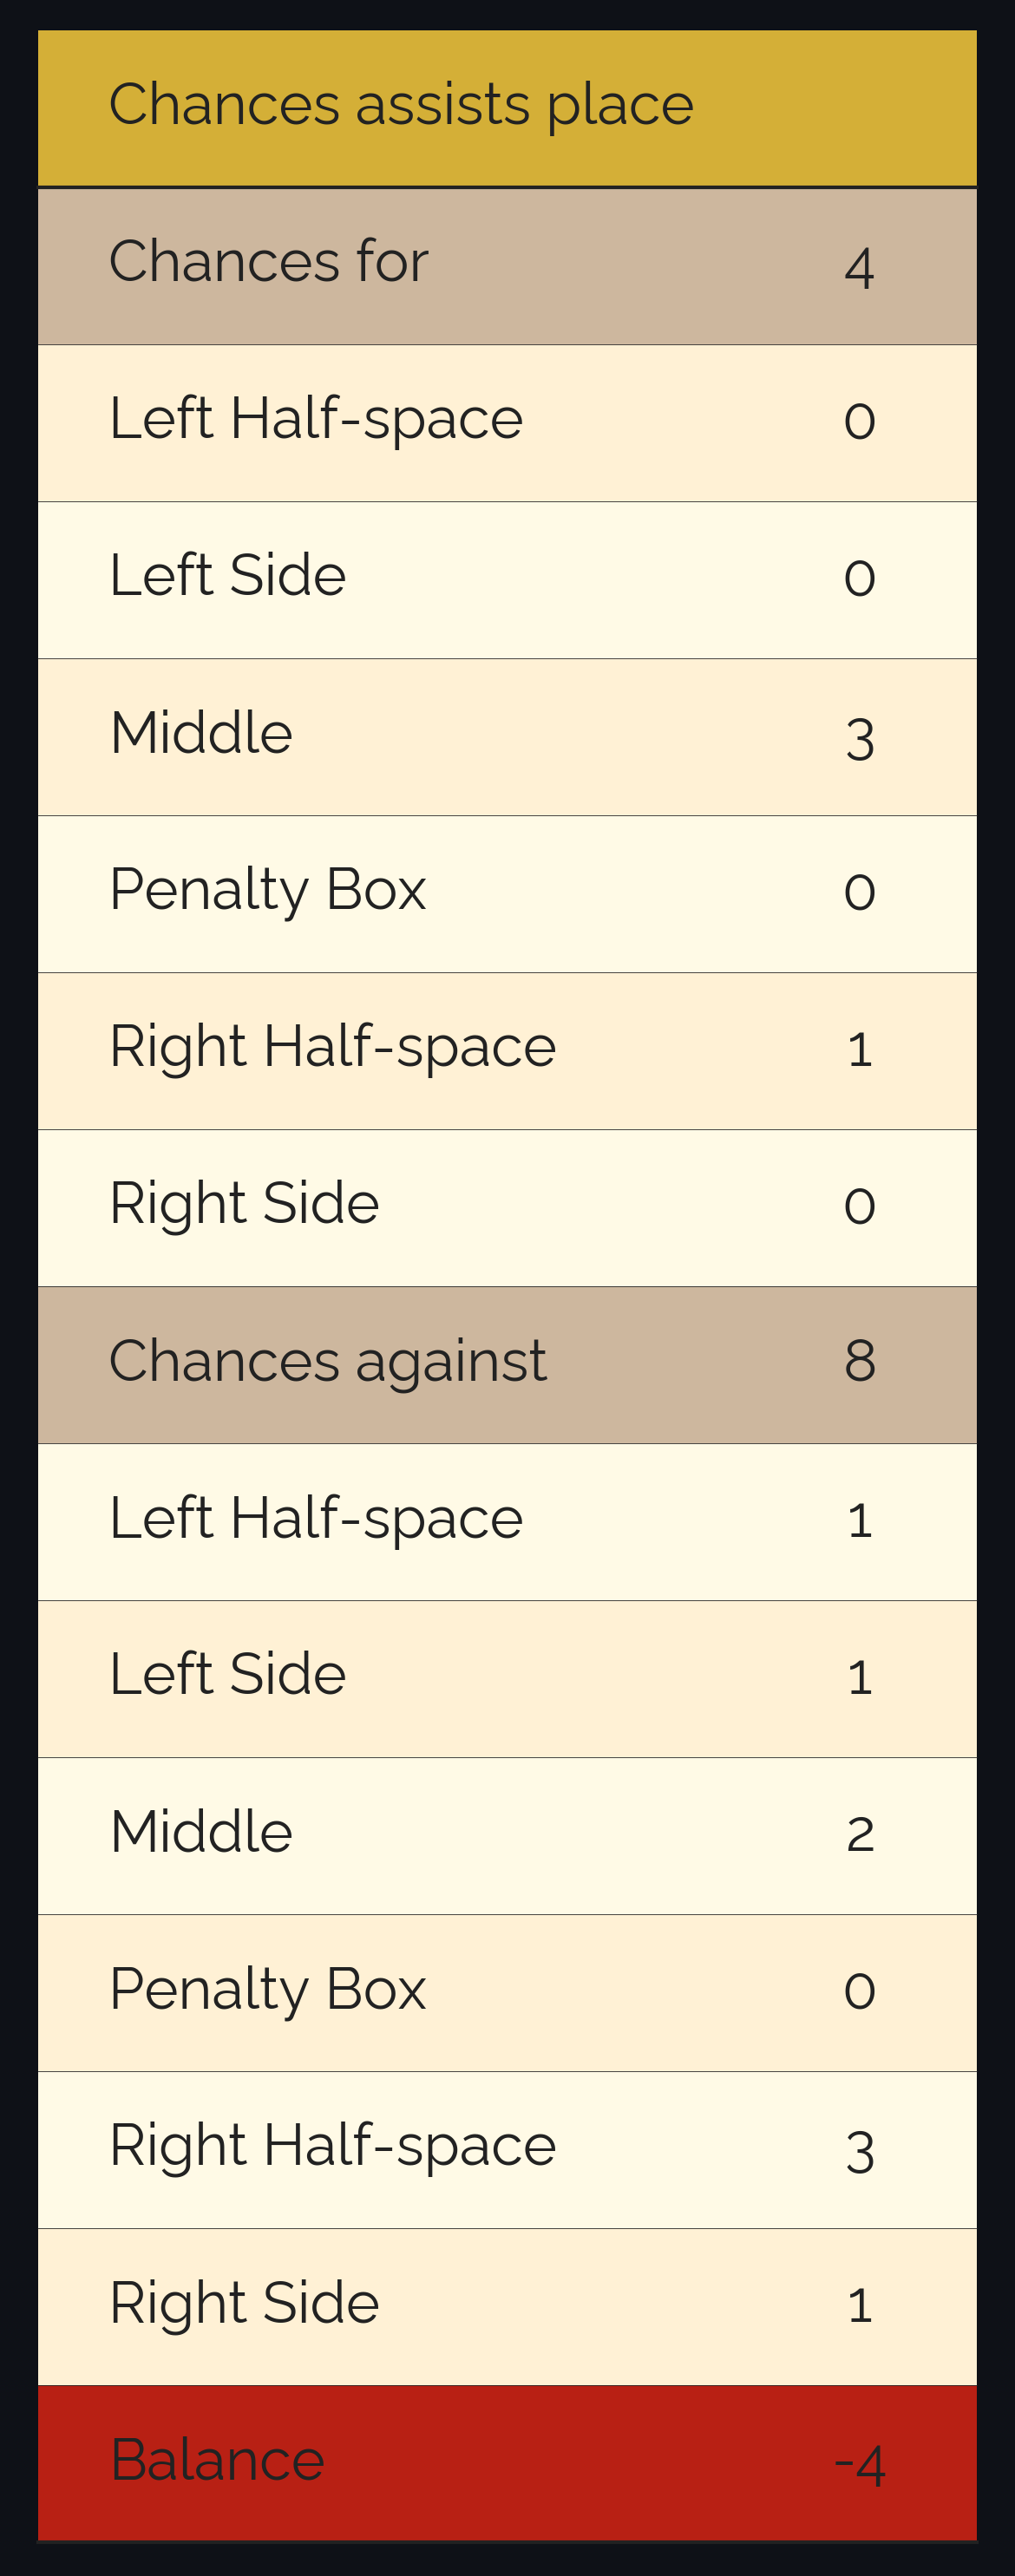 Chances assists place
Chances for 4
Left Half-space 0
Left Side 0
Middle 3
Penalty Box 0
Right Half-space 1
Right Side 0
Chances against 8
Left Half-space 1
Left Side 1
Middle 2
Penalty Box 0
Right Half-space 3
Right Side 1
Balance -4